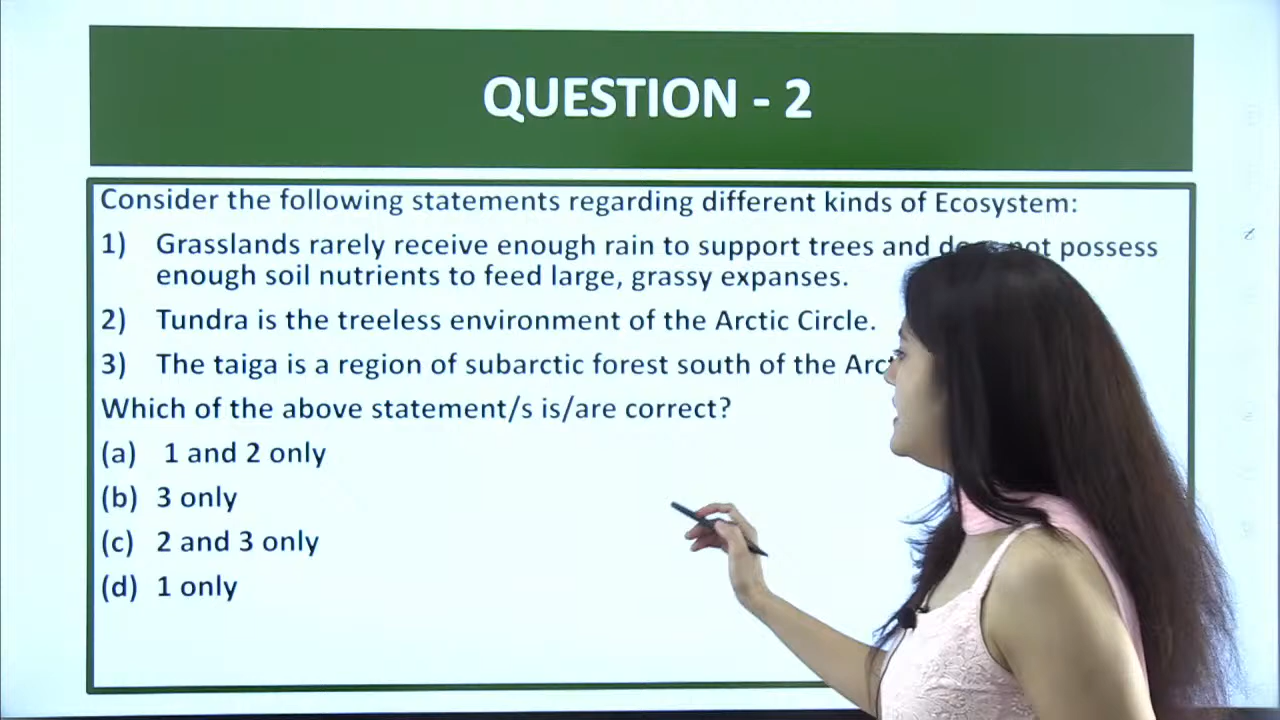 QUESTION - 2
Consider the following statements regarding different kinds of Ecosystem:
1) Grasslands rarely receive enough rain to support trees and does not possess
enough soil nutrients to feed large, grassy expanses.
2) Tundra is the treeless environment of the Arctic Circle.
3) The taiga is a region of subarctic forest south of the
Which of the above statement/s is/are correct?
(a) 1 and 2 only
(b) 3 only
(c) 2 and 3 only
(d) 1 only